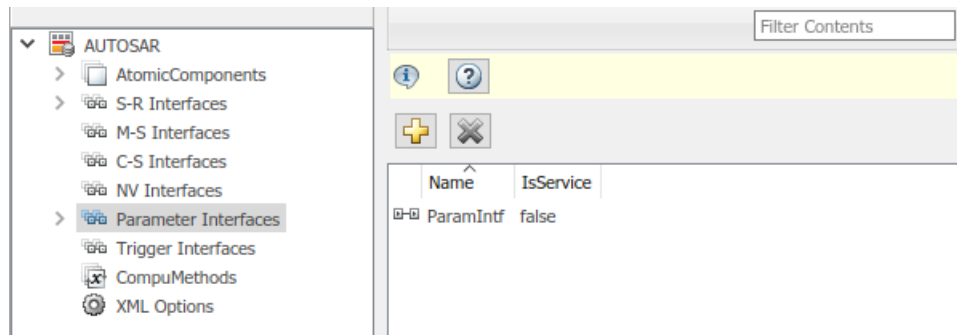 Filter Contents
AUTOSAR
AtomicComponents
S-R Interfaces
M-S Interfaces
C-S Interfaces
NV Interfaces
Parameter Interfaces
Trigger Interfaces
CompuMethods
XML Options
Name IsService
ParamIntf false